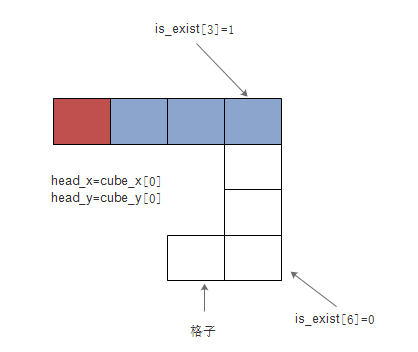 is_exist[3]=1
head_x=cube_x[0]
head_y=cube_y[0]
is_exist[6]=0
格子